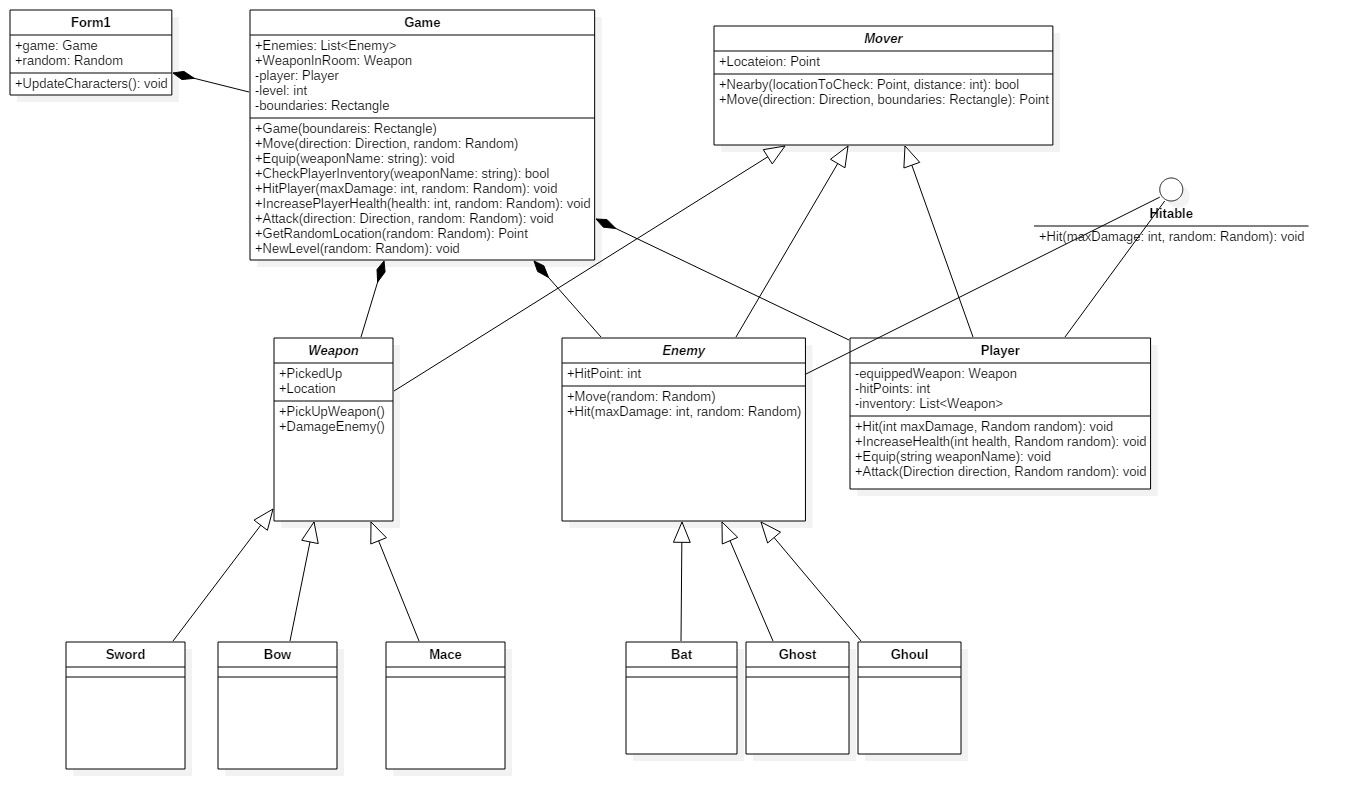 Form1
+game: Game
+random: Random
+UpdateCharacters(): void
Game
+Enemies: List<Enemy>
+WeaponInRoom: Weapon
-player: Player
-level: int
-boundaries: Rectangle
+Game(boundareis: Rectangle)
+Move(direction: Direction, random: Random)
+Equip(weaponName: string): void
+CheckPlayerInventory(weaponName: string): bool
+HitPlayer(maxDamage: int, random: Random): void
+IncreasePlayerHealth(health: int, random: Random): void
+Attack(direction: Direction, random: Random): void
+GetRandomLocation(random: Random): Point
+NewLevel(random: Random): void
Mover
+Locateion: Point
+Nearby(locationToCheck: Point, distance: int): bool
+Move(direction: Direction, boundaries: Rectangle): Point
Hitable
+Hit(maxDamage: int, random: Random): void
Weapon
+PickedUp
+Location
+PickUpWeapon()
+DamageEnemy()
Enemy
+HitPoint: int
+Move(random: Random)
+Hit(maxDamage: int, random: Random)
Player
-equippedWeapon: Weapon
-hitPoints: int
-inventory: List<Weapon>
+Hit(int maxDamage, Random random): void
+IncreaseHealth(int health, Random random): void
+Equip(string weaponName): void
+Attack(Direction direction, Random random): void
Sword
Bow
Mace
Bat
Ghost
Ghoul